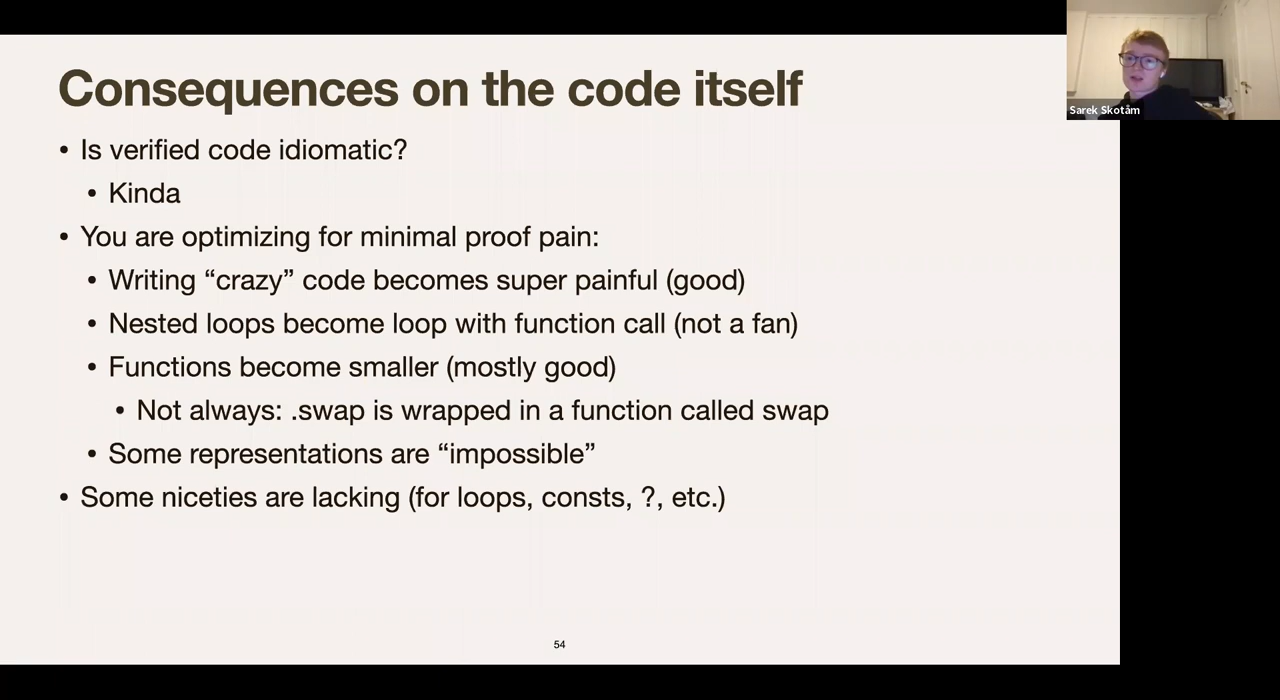 Consequences on the code itself
• Is verified code idiomatic?
• Kinda
• You are optimizing for minimal proof pain:
• Writing “crazy” code becomes super painful (good)
• Nested loops become loop with function call (not a fan)
• Functions become smaller (mostly good)
• Not always: .swap is wrapped in a function called swap
• Some representations are “impossible”
• Some niceties are lacking (for loops, consts, ?, etc.)
54
Sarek Skotåm